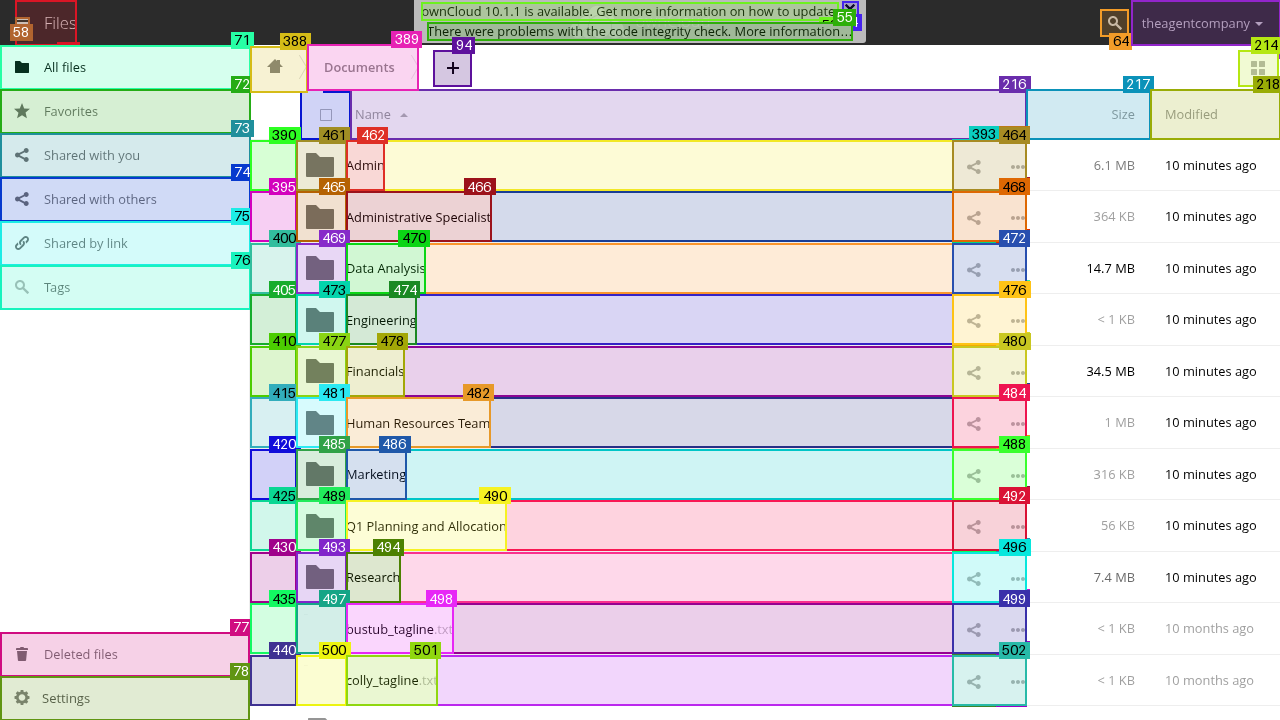 Files
ownCloud 10.1.1 is available. Get more information on how to update
There were problems with the code integrity check. More information…
theagentcompany
58
55
64
71
388
389
94
214
All files
Documents
+
72
216
217
218
Favorites
Name
Size
Modified
73
390
461
462
393
464
Shared with you
Admin
6.1 MB
10 minutes ago
74
395
465
466
468
Shared with others
Administrative Specialist
364 KB
10 minutes ago
75
400
469
470
472
Shared by link
Data Analysis
14.7 MB
10 minutes ago
76
405
473
474
476
Tags
Engineering
< 1 KB
10 minutes ago
410
477
478
480
Financials
34.5 MB
10 minutes ago
415
481
482
484
Human Resources Team
1 MB
10 minutes ago
420
485
486
488
Marketing
316 KB
10 minutes ago
425
489
490
492
Q1 Planning and Allocation
56 KB
10 minutes ago
430
493
494
496
Research
7.4 MB
10 minutes ago
435
497
498
499
77
bustub_tagline.txt
< 1 KB
10 months ago
Deleted files
440
500
501
502
78
colly_tagline.txt
< 1 KB
10 months ago
Settings